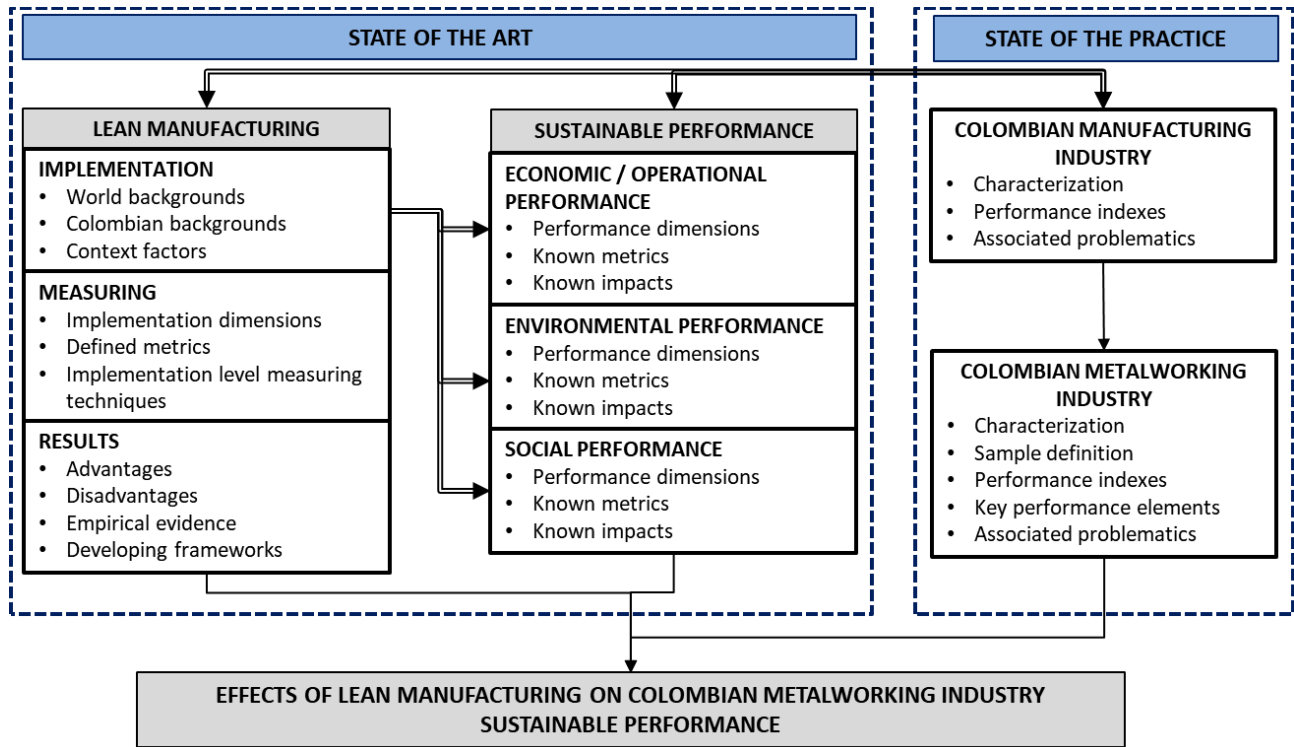 STATE OF THE ART
LEAN MANUFACTURING
IMPLEMENTATION
• World backgrounds
• Colombian backgrounds
• Context factors
MEASURING
• Implementation dimensions
• Defined metrics
• Implementation level measuring
techniques
RESULTS
• Advantages
• Disadvantages
• Empirical evidence
• Developing frameworks
SUSTAINABLE PERFORMANCE
ECONOMIC / OPERATIONAL
PERFORMANCE
• Performance dimensions
• Known metrics
• Known impacts
ENVIRONMENTAL PERFORMANCE
• Performance dimensions
• Known metrics
• Known impacts
SOCIAL PERFORMANCE
• Performance dimensions
• Known metrics
• Known impacts
STATE OF THE PRACTICE
COLOMBIAN MANUFACTURING
INDUSTRY
• Characterization
• Performance indexes
• Associated problematics
COLOMBIAN METALWORKING
INDUSTRY
• Characterization
• Sample definition
• Performance indexes
• Key performance elements
• Associated problematics
EFFECTS OF LEAN MANUFACTURING ON COLOMBIAN METALWORKING INDUSTRY
SUSTAINABLE PERFORMANCE